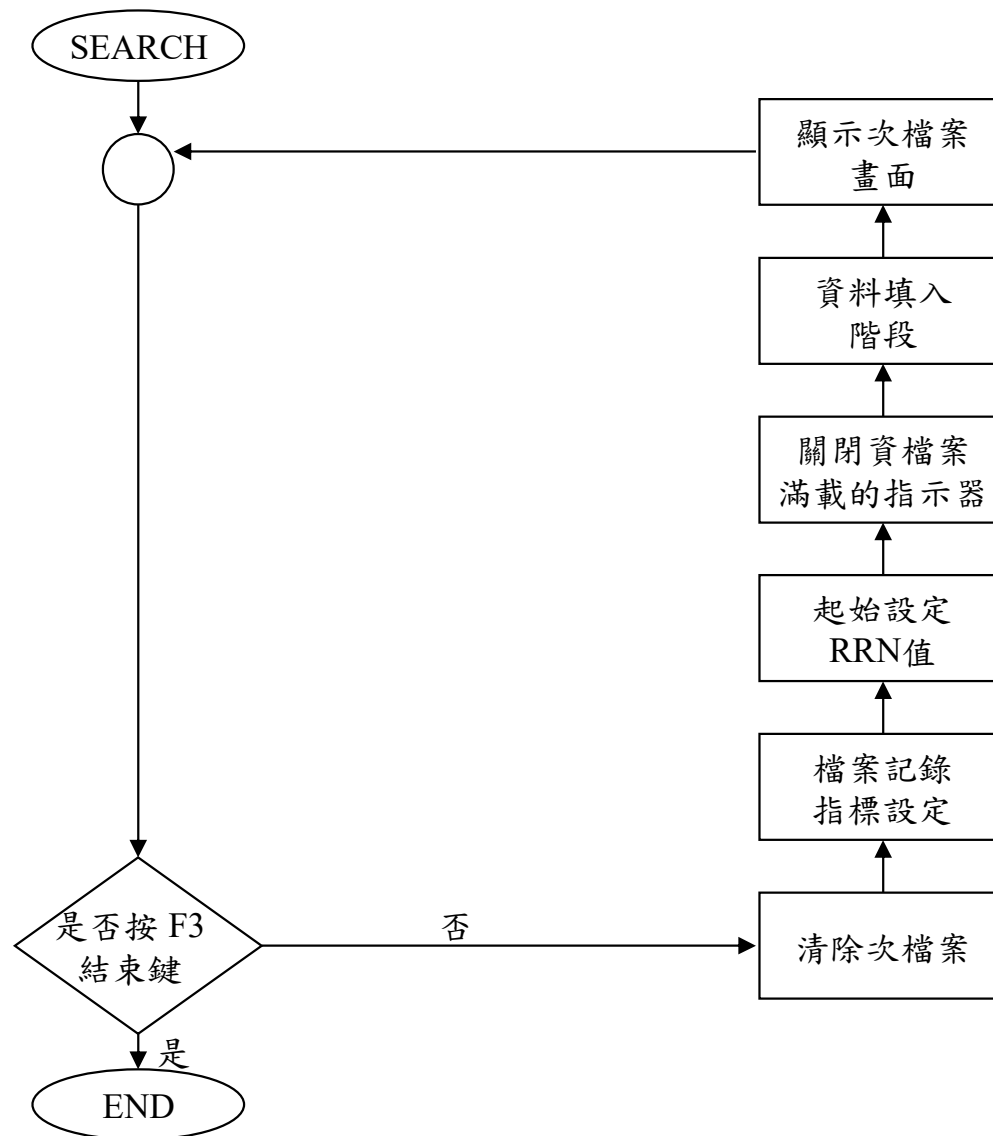 SEARCH
顯示次檔案
畫面
資料填入
階段
關閉資檔案
滿載的指示器
起始設定
RRN值
檔案記錄
指標設定
是否按 F3
結束鍵
否
清除次檔案
是
END